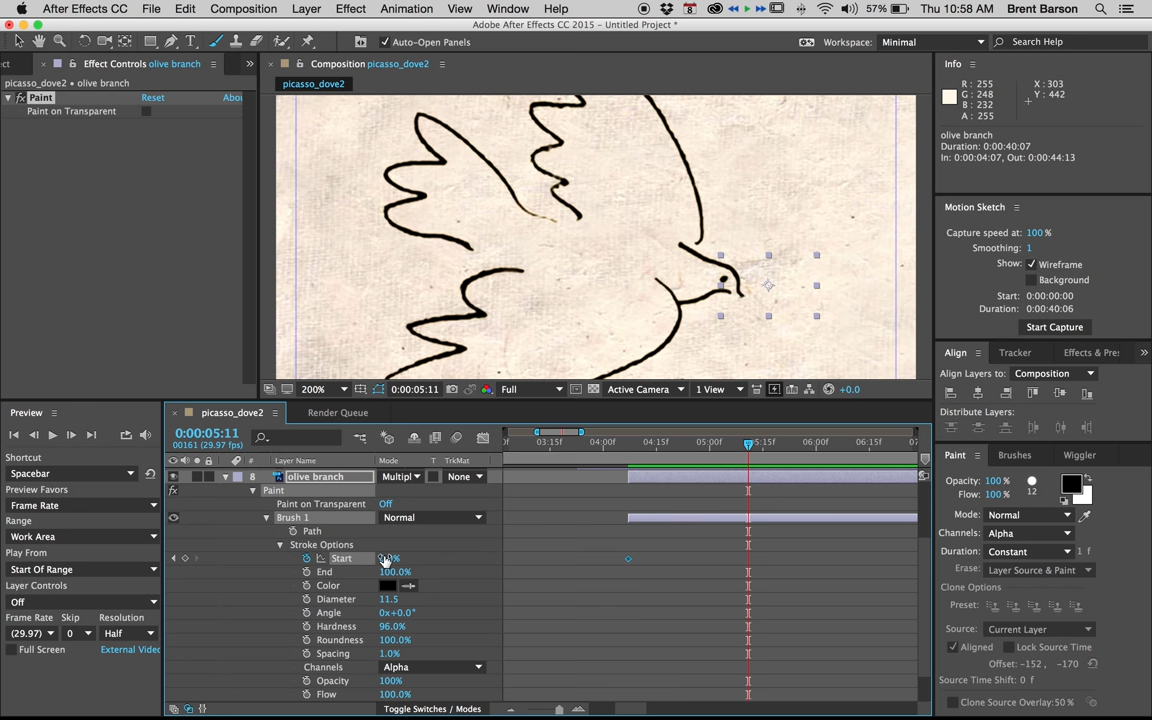 After Effects CC File Edit Composition Layer Effect Animation View Window Help 8 57% Thu 10:58 AM Brent Barson
Adobe After Effects CC 2015 - Untitled Project *
Auto-Open Panels Workspace: Minimal Search Help
ct Effect Controls olive branch Composition picasso_dove2 Info
picasso_dove2 • olive branch picasso_dove2
fx Paint Reset Abou
Paint on Transparent
R : 255 X : 303
G : 248 Y : 442
B : 232
A : 255
olive branch
Duration: 0:00:40:07
In: 0:00:04:07, Out: 0:00:44:13
Motion Sketch
Capture speed at: 100 %
Smoothing: 1
Show: Wireframe
Background
Start: 0:00:00:00
Duration: 0:00:40:06
Start Capture
Align Tracker Effects & Pre:
Align Layers to: Composition
Distribute Layers:
200% 0:00:05:11 Full Active Camera 1 View +0.0
Preview picasso_dove2 Render Queue
0:00:05:11
00161 (29.97 fps)
0f 03:15f 04:00f 04:15f 05:00f 05:15f 06:00f 06:15f 07
# Layer Name Mode T TrkMat
8 olive branch Multipl None
fx Paint
Paint on Transparent Off
Brush 1 Normal
Path
Stroke Options
Start
End 100.0%
Color
Diameter 11.5
Angle 0x+0.0°
Hardness 96.0%
Roundness 100.0%
Spacing 1.0%
Channels Alpha
Opacity 100%
Flow 100.0%
Toggle Switches / Modes
Shortcut
Spacebar
Preview Favors
Frame Rate
Range
Work Area
Play From
Start Of Range
Layer Controls
Off
Frame Rate Skip Resolution
(29.97) 0 Half
Full Screen External Video
Paint Brushes Wiggler
Opacity: 100 %
Flow: 100 %
12
Mode: Normal
Channels: Alpha
Duration: Constant
Erase: Layer Source & Paint
Clone Options
Preset:
Source: Current Layer
Aligned Lock Source Time
Offset: -152 , -170
Source Time Shift: 0 f
Clone Source Overlay: 50 %